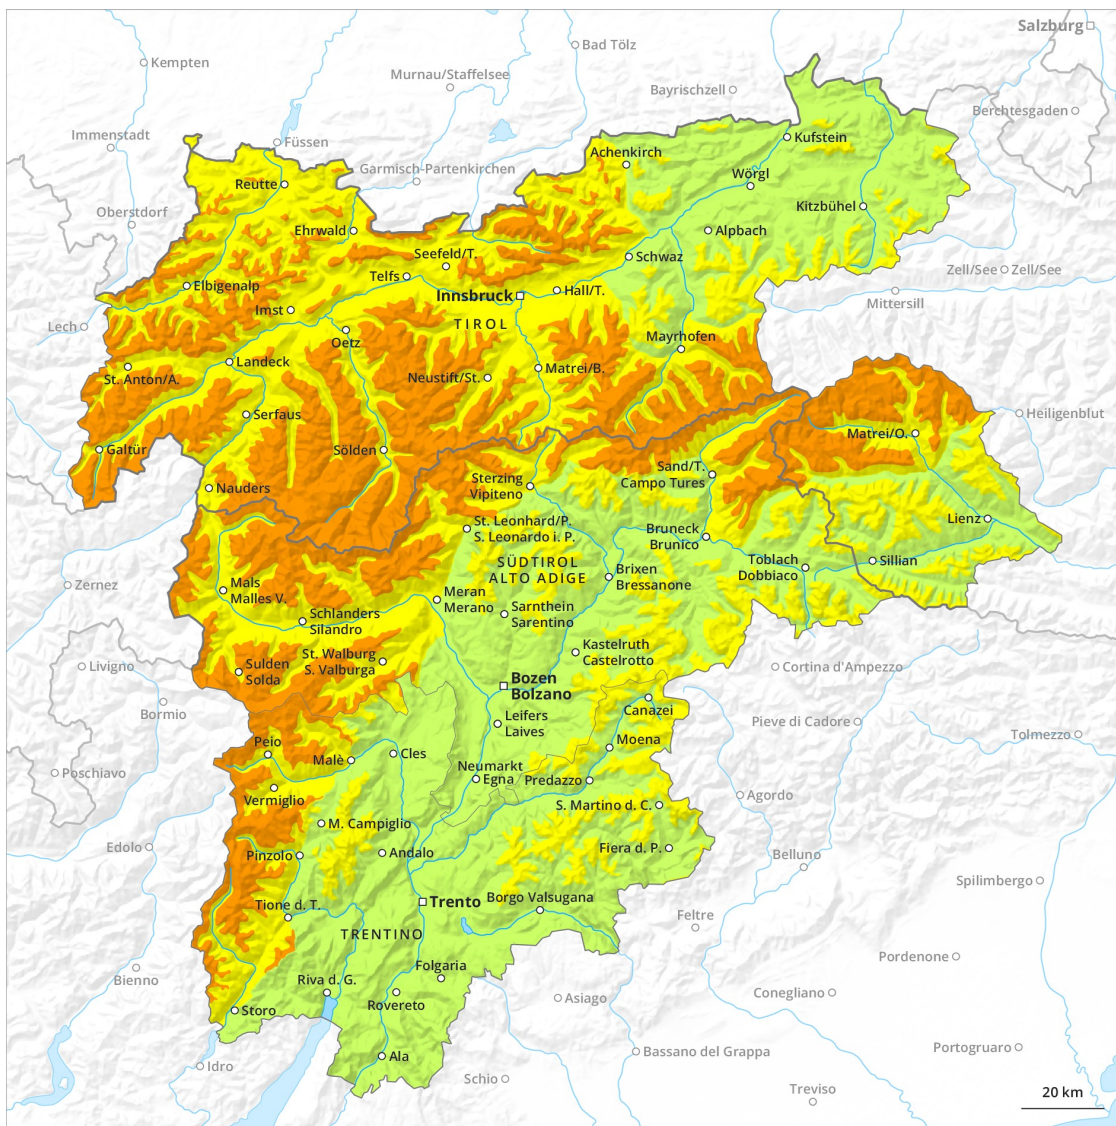 Salzburg
Bad Tölz
Kempten
Murnau/Staffelsee
Bayrischzell
Berchtesgaden
Immenstadt
Füssen
Kufstein
Achenkirch
Garmisch-Partenkirchen
Wörgl
Reutte
Kitzbühel
Oberstdorf
Ehrwald
Alpbach
Seefeld/T.
Schwaz
Telfs
Zell/See
Zell/See
Elbigenalp
Innsbruck
Hall/T.
Mittersill
Imst
TIROL
Lech
Oetz
Mayrhofen
Landeck
Matrei/B.
St. Anton/A.
Neustift/St.
Serfaus
Heiligenblut
Matrei/O.
Galtür
Sölden
Sand/T.
Campo Tures
Sterzing
Vipiteno
Nauders
St. Leonhard/P.
S. Leonardo i. P.
Lienz
Bruneck
Brunico
SÜDTIROL
ALTO ADIGE
Toblach
Dobbiaco
Sillian
Brixen
Bressanone
Zernez
Mals
Malles V.
Meran
Merano
Sarnthein
Sarentino
Schlanders
Silandro
Kastelruth
Castelrotto
St. Walburg
S. Valburga
Livigno
Sulden
Solda
Cortina d'Ampezzo
Bozen
Bolzano
Canazei
Bormio
Leifers
Laives
Pieve di Cadore
Moena
Tolmezzo
Peio
Cles
Malè
Poschiavo
Neumarkt
Egna
Predazzo
Vermiglio
Agordo
S. Martino d. C.
M. Campiglio
Edolo
Pinzolo
Andalo
Fiera d. P.
Belluno
Spilimbergo
Tione d. T.
Trento
Borgo Valsugana
Feltre
TRENTINO
Pordenone
Folgaria
Bienno
Riva d. G.
Rovereto
Asiago
Conegliano
Storo
Ala
Bassano del Grappa
Portogruaro
Idro
Schio
Treviso
20 km